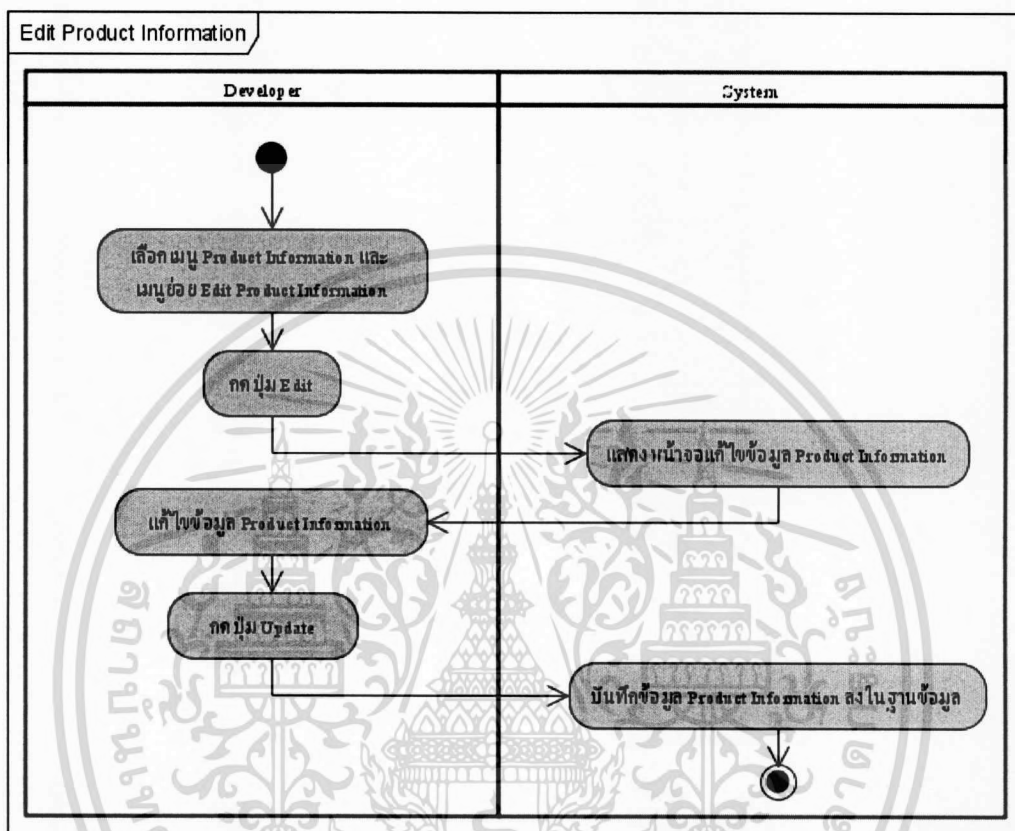 Edit Product Information
Developer
System
เลือกเมนู Product Information และ
เมนูย่อย Edit Product Information
กดปุ่ม Edit
แสดงหน้าจอแก้ไขข้อมูล Product Information
แก้ไขข้อมูล Product Information
กดปุ่ม Update
บันทึกข้อมูล Product Information ลงในฐานข้อมูล